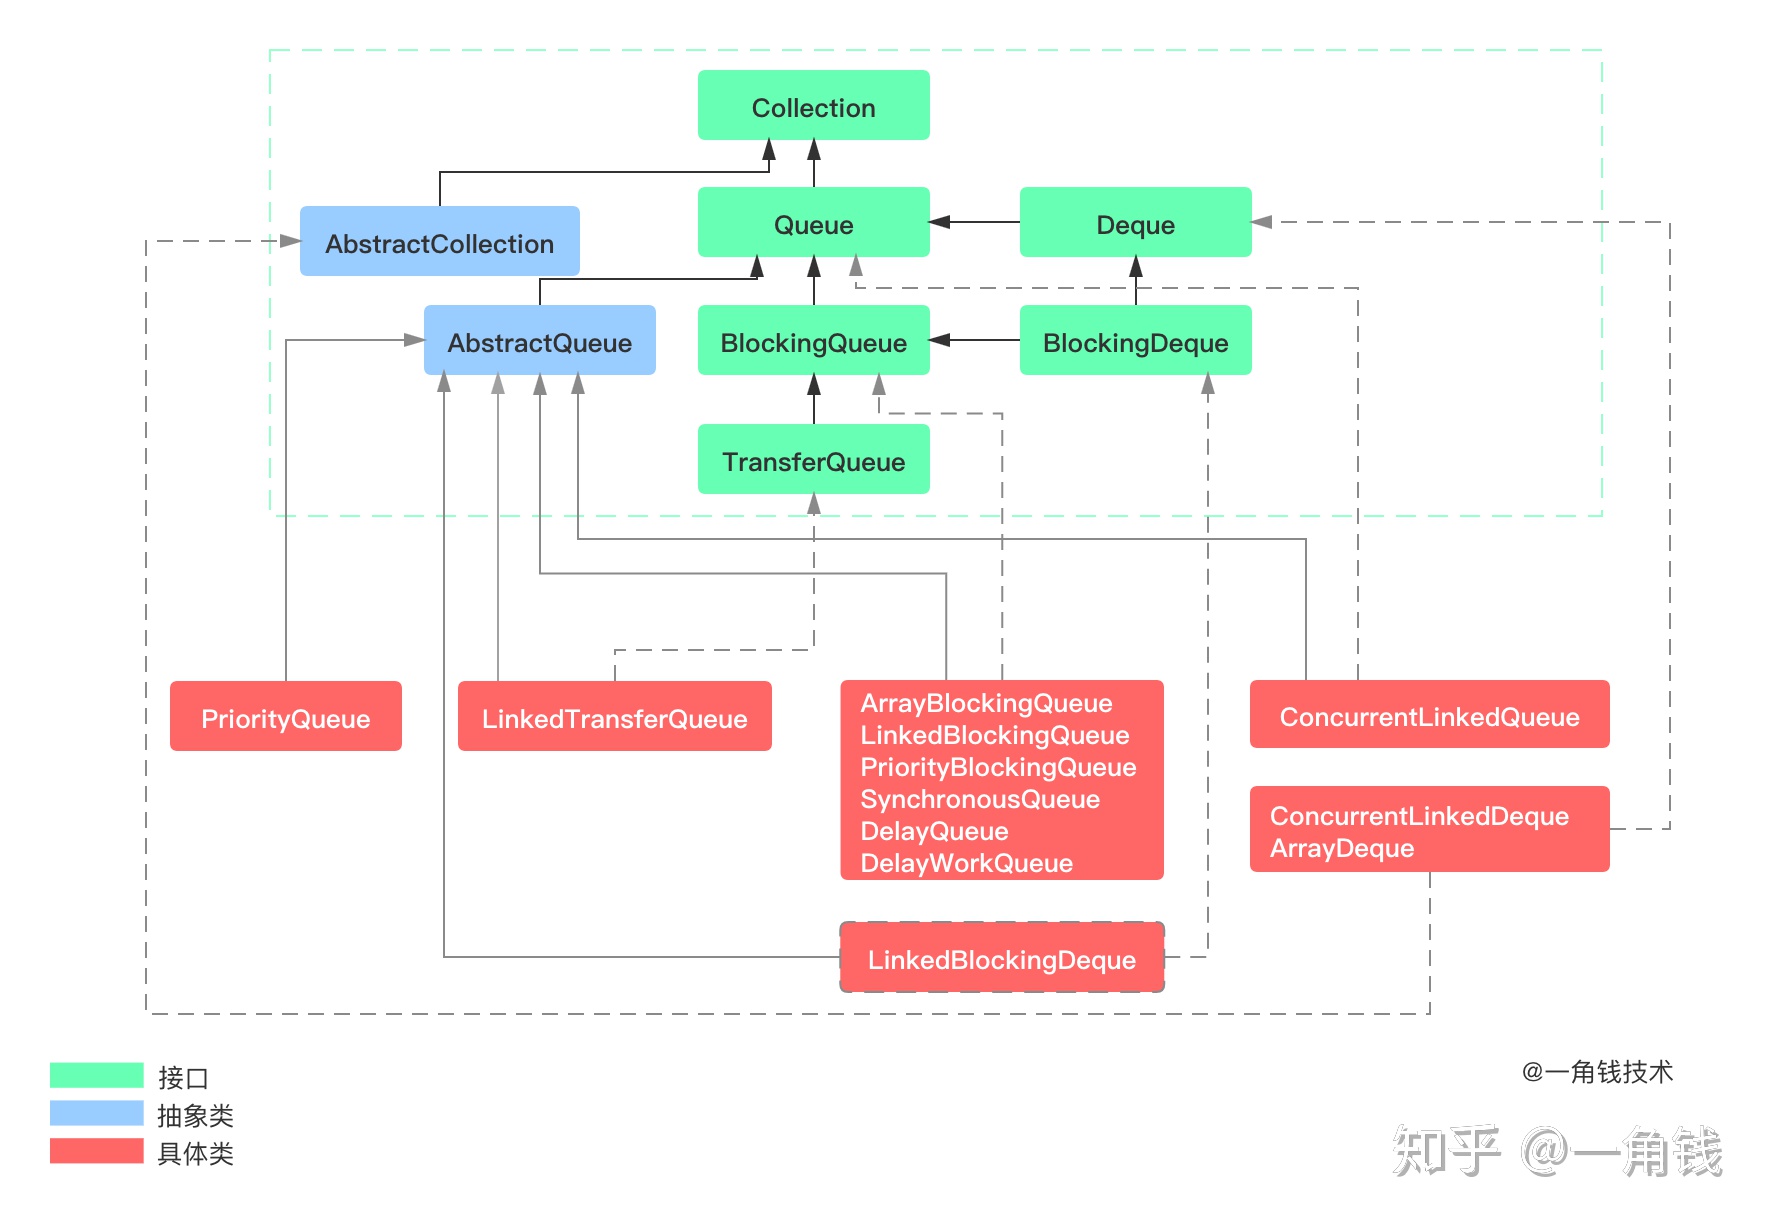 Collection
Queue
Deque
AbstractCollection
AbstractQueue
BlockingQueue
BlockingDeque
TransferQueue
PriorityQueue
LinkedTransferQueue
ArrayBlockingQueue
LinkedBlockingQueue
PriorityBlockingQueue
SynchronousQueue
DelayQueue
DelayWorkQueue
ConcurrentLinkedQueue
ConcurrentLinkedDeque
ArrayDeque
LinkedBlockingDeque
接口
抽象类
具体类
@一角钱技术
知乎 @一角钱